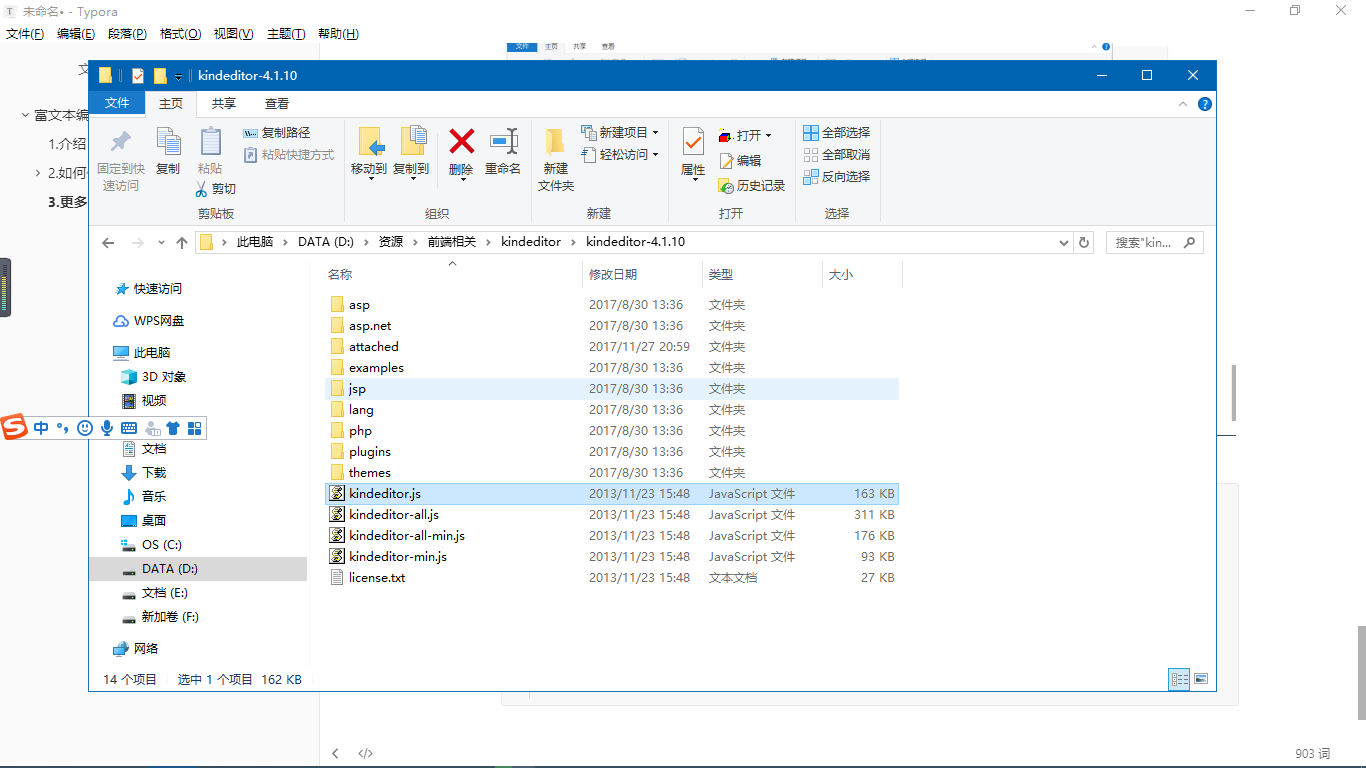 未命名• - Typora
文件(F) 编辑(E) 段落(P) 格式(O) 视图(V) 主题(T) 帮助(H)
文件 主页 共享 查看
文
富文本编
1.介绍
2.如何
3.更多
kindeditor-4.1.10
文件 主页 共享 查看
固定到快速访问
复制
粘贴
复制路径
粘贴快捷方式
剪切
剪贴板
移动到
复制到
删除
重命名
组织
新建
文件夹
新建项目
轻松访问
新建
属性
打开
编辑
历史记录
打开
全部选择
全部取消
反向选择
选择
此电脑 DATA (D:) 资源 前端相关 kindeditor kindeditor-4.1.10
搜索"kin...
快速访问
WPS网盘
此电脑
3D 对象
视频
中
文档
下载
音乐
桌面
OS (C:)
DATA (D:)
文档 (E:)
新加卷 (F:)
网络
名称 修改日期 类型 大小
asp 2017/8/30 13:36 文件夹
asp.net 2017/8/30 13:36 文件夹
attached 2017/11/27 20:59 文件夹
examples 2017/8/30 13:36 文件夹
jsp 2017/8/30 13:36 文件夹
lang 2017/8/30 13:36 文件夹
php 2017/8/30 13:36 文件夹
plugins 2017/8/30 13:36 文件夹
themes 2017/8/30 13:36 文件夹
kindeditor.js 2013/11/23 15:48 JavaScript 文件 163 KB
kindeditor-all.js 2013/11/23 15:48 JavaScript 文件 311 KB
kindeditor-all-min.js 2013/11/23 15:48 JavaScript 文件 176 KB
kindeditor-min.js 2013/11/23 15:48 JavaScript 文件 93 KB
license.txt 2013/11/23 15:48 文本文档 27 KB
14 个项目 选中 1 个项目 162 KB
903 词